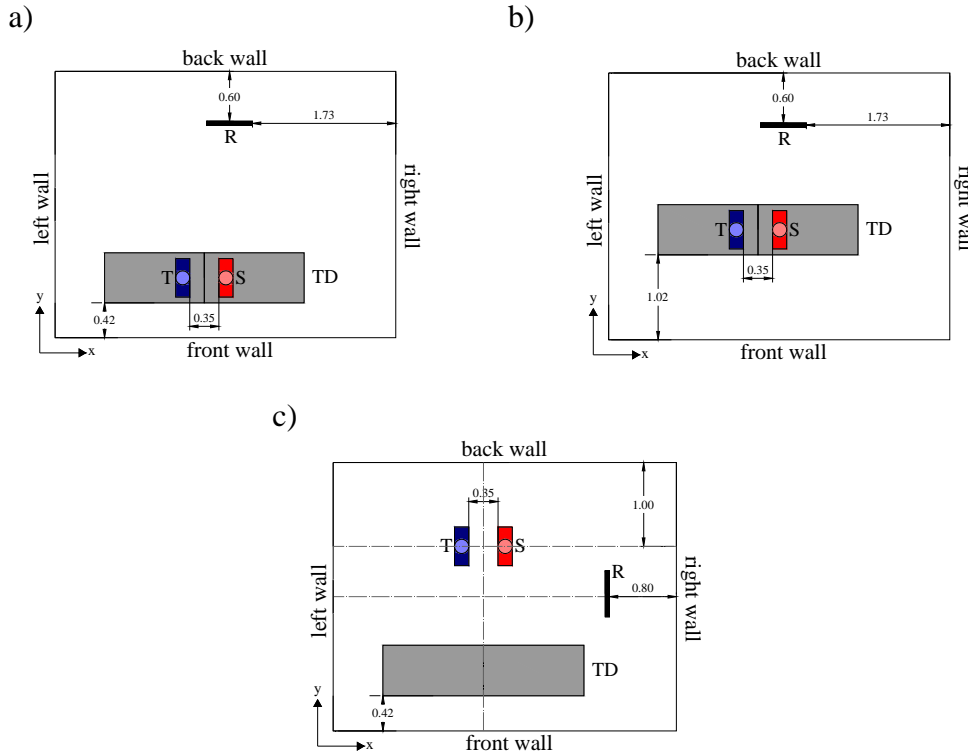 a)
back wall
0.60
1.73
R
left wall
right wall
T
S
TD
0.35
0.42
y
x
front wall
b)
back wall
0.60
1.73
R
left wall
right wall
T
S
TD
0.35
1.02
y
x
front wall
c)
back wall
0.35
1.00
T
S
R
left wall
right wall
0.80
TD
0.42
y
x
front wall